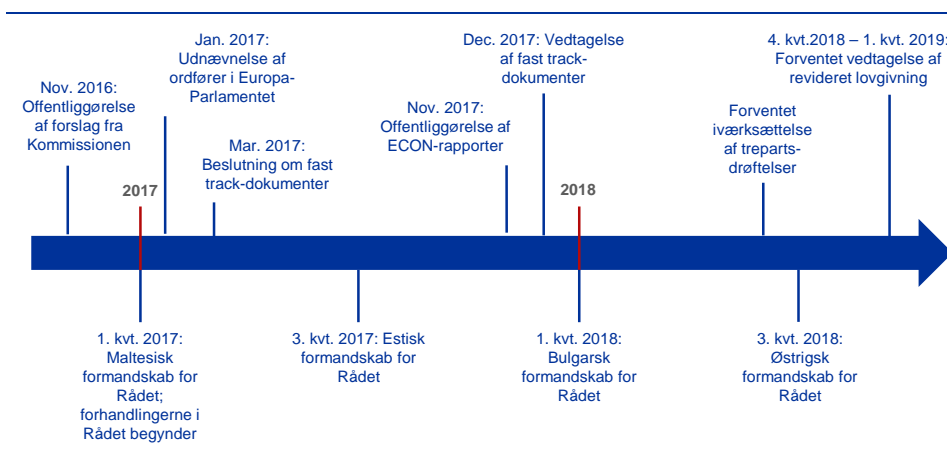 Nov. 2016:
Offentliggørelse
af forslag fra
Kommissionen
2017
Jan. 2017:
Udnævnelse af
ordfører i Europa-
Parlamentet
Mar. 2017:
Beslutning om fast
track-dokumenter
Nov. 2017:
Offentliggørelse af
ECON-rapporter
Dec. 2017: Vedtagelse
af fast track-
dokumenter
2018
Forventet
iværksættelse
af treparts-
drøftelser
4. kvt.2018 – 1. kvt. 2019:
Forventet vedtagelse af
revideret lovgivning
1. kvt. 2017:
Maltesisk
formandskab for
Rådet;
forhandlingerne i
Rådet begynder
3. kvt. 2017: Estisk
formandskab for
Rådet
1. kvt. 2018:
Bulgarsk
formandskab for
Rådet
3. kvt. 2018:
Østrigsk
formandskab for
Rådet